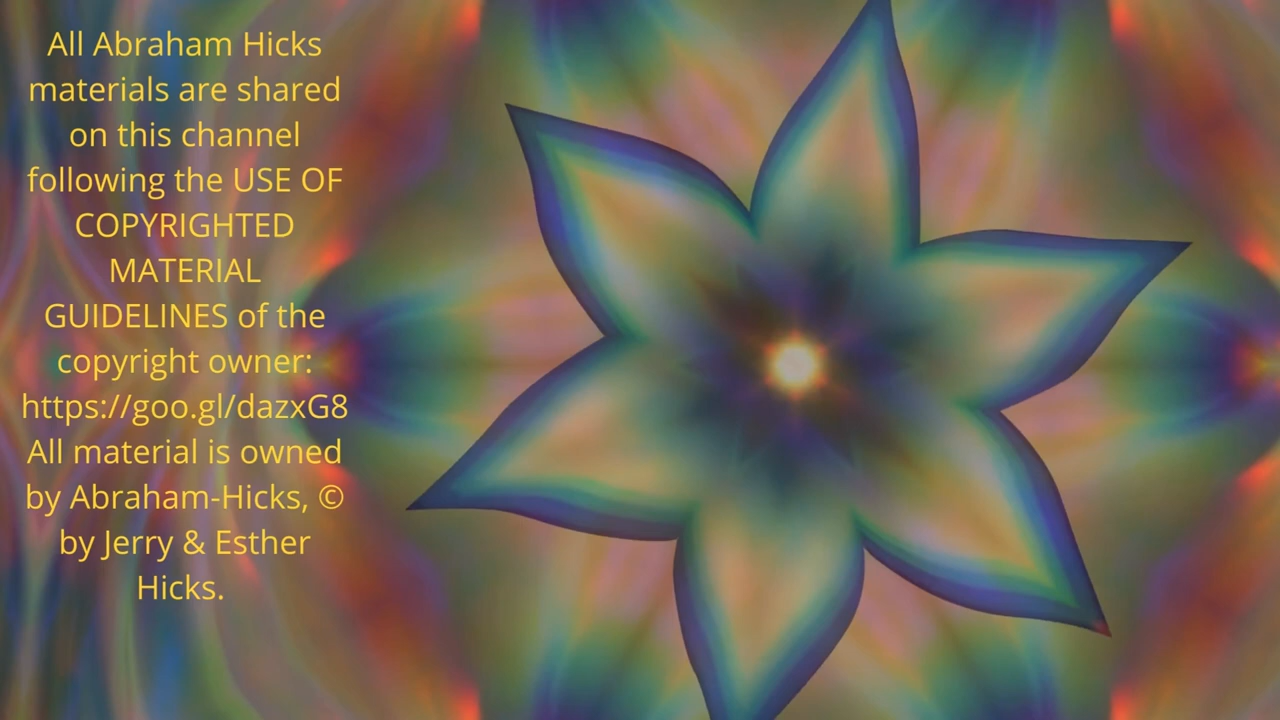 All Abraham Hicks
materials are shared
on this channel
following the USE OF
COPYRIGHTED
MATERIAL
GUIDELINES of the
copyright owner:
https://goo.gl/dazxG8
All material is owned
by Abraham-Hicks, ©
by Jerry & Esther
Hicks.